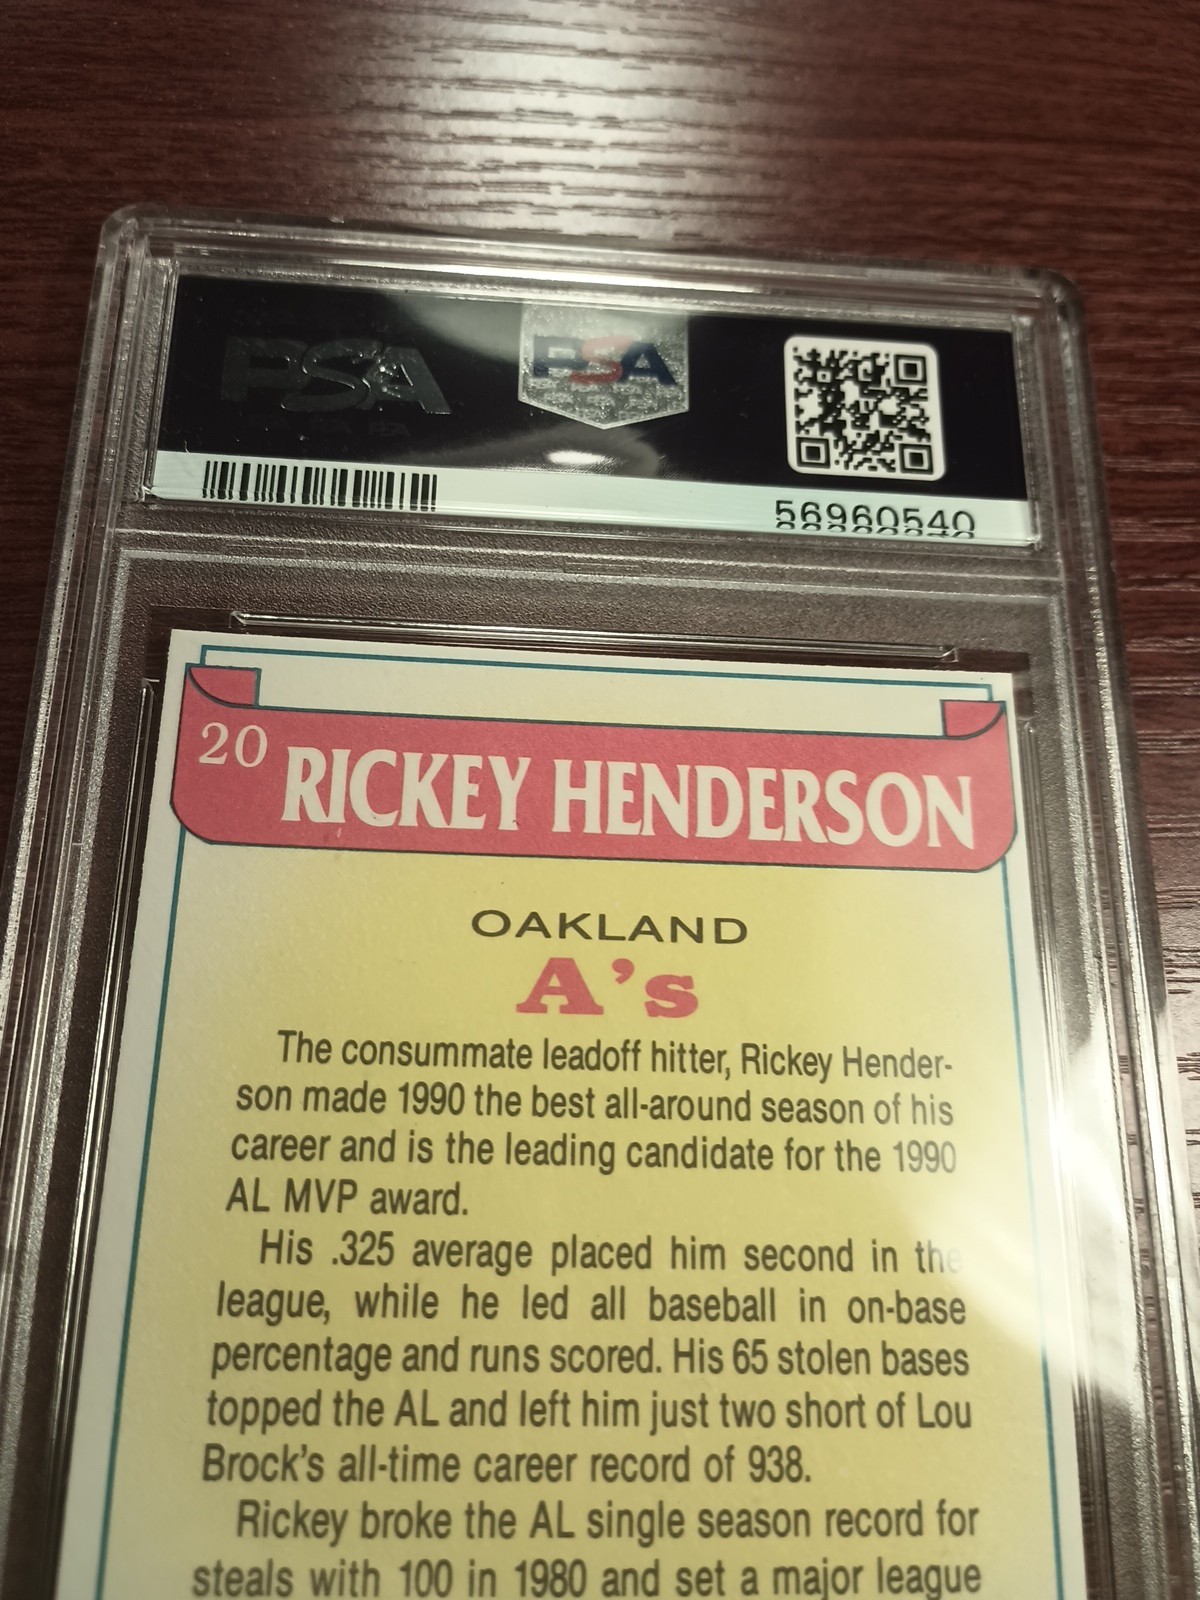 PSA
PSA
56960540
20 RICKEY HENDERSON
OAKLAND
A's
The consummate leadoff hitter, Rickey Hender-
son made 1990 the best all-around season of his
career and is the leading candidate for the 1990
AL MVP award.
His .325 average placed him second in the
league, while he led all baseball in on-base
percentage and runs scored. His 65 stolen bases
topped the AL and left him just two short of Lou
Brock's all-time career record of 938.
Rickey broke the AL single season record for
steals with 100 in 1980 and set a major league